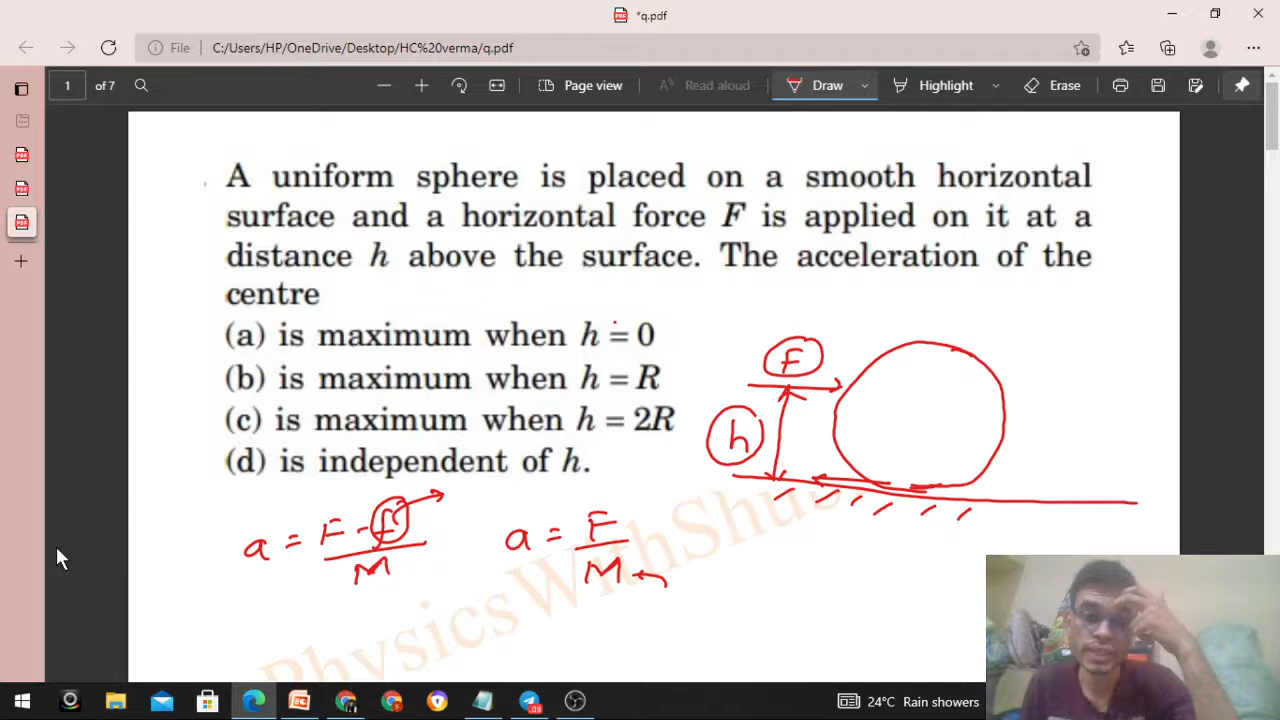 *q.pdf
File C:/Users/HP/OneDrive/Desktop/HC%20verma/q.pdf
1 of 7 Page view Read aloud Draw Highlight Erase
A uniform sphere is placed on a smooth horizontal
surface and a horizontal force F is applied on it at a
distance h above the surface. The acceleration of the
centre
(a) is maximum when h = 0
(b) is maximum when h = R
(c) is maximum when h = 2R
(d) is independent of h.
F
h
a = F - f / M
a = F / M
PhysicsWithShub
24°C Rain showers